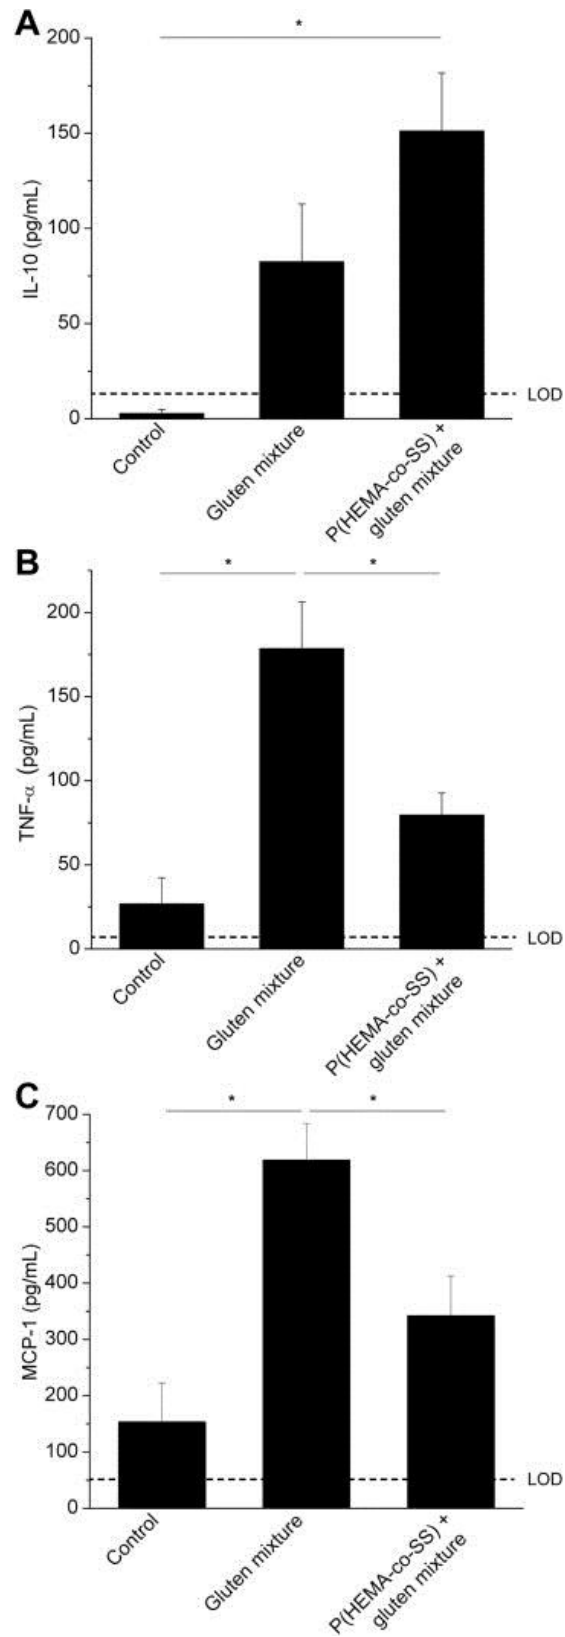 A
*
200
150
100
50
0
IL-10 (pg/mL)
LOD
Control
Gluten mixture
P(HEMA-co-SS) +
gluten mixture
B
*
*
200
150
100
50
0
TNF-α (pg/mL)
LOD
Control
Gluten mixture
P(HEMA-co-SS) +
gluten mixture
C
*
*
700
600
500
400
300
200
100
0
MCP-1 (pg/mL)
LOD
Control
Gluten mixture
P(HEMA-co-SS) +
gluten mixture